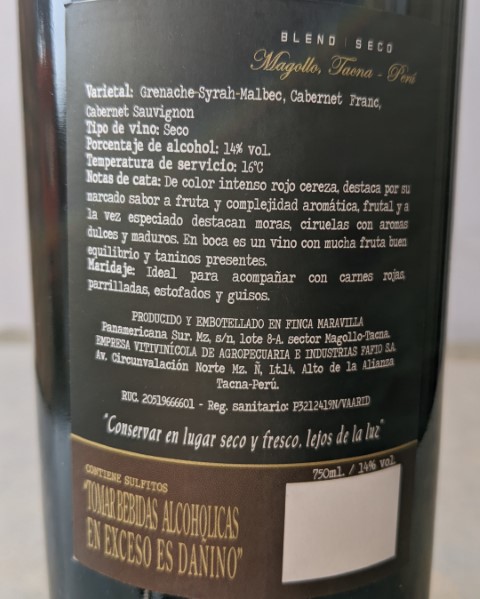 BLEND | SECO
Magollo, Tacna - Perú
Varietal: Grenache-Syrah-Malbec, Cabernet Franc,
Cabernet Sauvignon
Tipo de vino: Seco
Porcentaje de alcohol: 14% vol.
Temperatura de servicio: 16°C
Notas de cata: De color intenso rojo cereza, destaca por su
marcado sabor a fruta y complejidad aromática, frutal y a
la vez especiado destacan moras, ciruelas con aromas
dulces y maduros. En boca es un vino con mucha fruta buen
equilibrio y taninos presentes.
Maridaje: Ideal para acompañar con carnes rojas,
parrilladas, estofados y guisos.
PRODUCIDO Y EMBOTELLADO EN FINCA MARAVILLA
Panamericana Sur. Mz, s/n, lote 8-A. sector Magollo-Tacna.
EMPRESA VITIVINÍCOLA DE AGROPECUARIA E INDUSTRIAS FAFIO S.A.
Av. Circunvalación Norte Mz. Ñ, Lt.14. Alto de la Alianza
Tacna-Perú.
RUC. 20519666601 - Reg. sanitario: P3212419N/VAARID
"Conservar en lugar seco y fresco, lejos de la luz"
CONTIENE SULFITOS
750ml. / 14% vol.
"TOMAR BEBIDAS ALCOHÓLICAS
EN EXCESO ES DAÑINO"